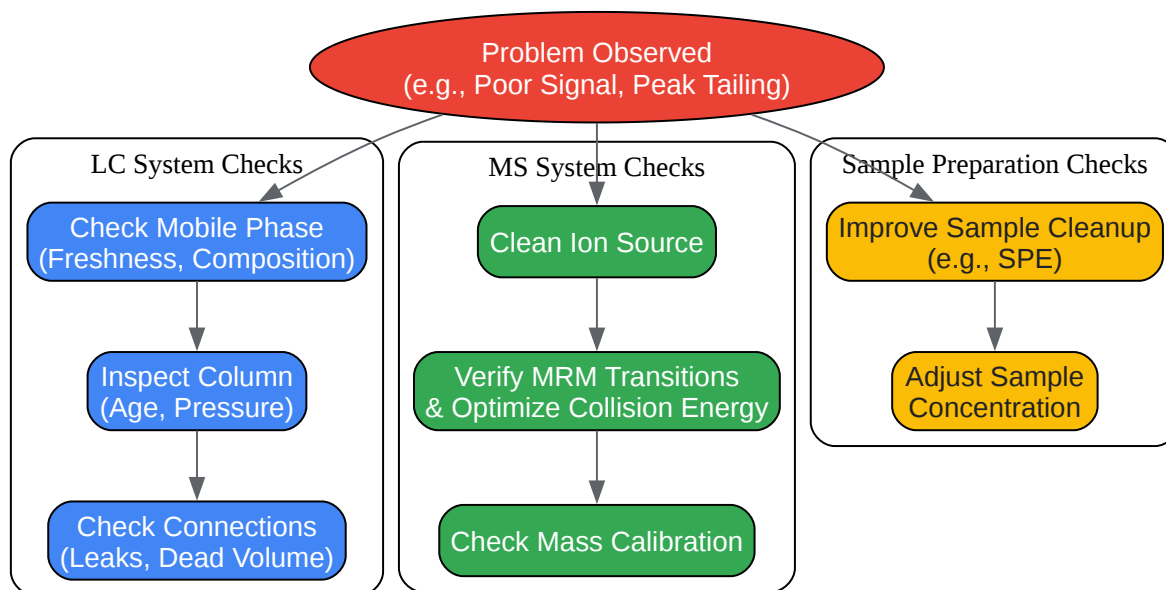 Problem Observed
(e.g., Poor Signal, Peak Tailing)
LC System Checks
Check Mobile Phase
(Freshness, Composition)
Inspect Column
(Age, Pressure)
Check Connections
(Leaks, Dead Volume)
MS System Checks
Clean Ion Source
Verify MRM Transitions
& Optimize Collision Energy
Check Mass Calibration
Sample Preparation Checks
Improve Sample Cleanup
(e.g., SPE)
Adjust Sample
Concentration